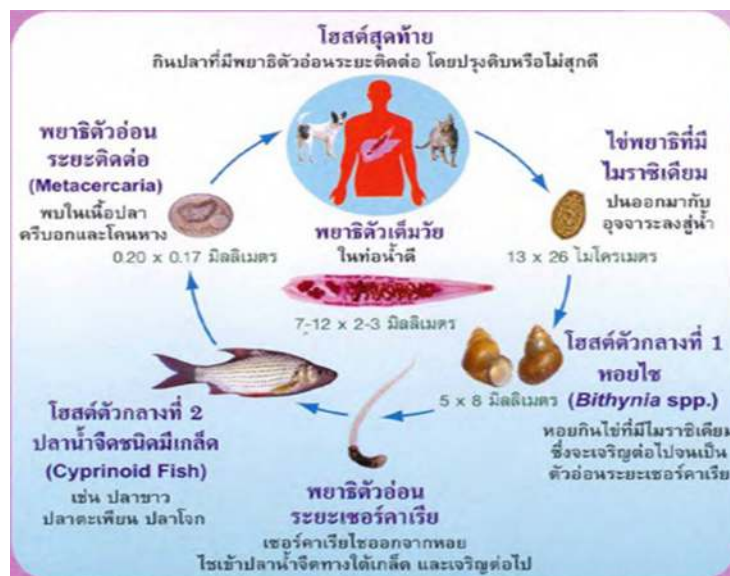 โฮสต์สุดท้าย
กินปลาที่มีพยาธิตัวอ่อนระยะติดต่อ โดยปรุงดิบหรือไม่สุกดี
ไข่พยาธิที่มี
ไมราซิเดียม
ปนออกมากับ
อุจจาระลงสู่น้ำ
13 x 26 ไมโครเมตร
โฮสต์ตัวกลางที่ 1
หอยไซ
(Bithynia spp.)
5 x 8 มิลลิเมตร
หอยกินไข่ที่มีไมราซิเดียม
ซึ่งจะเจริญต่อไปจนเป็น
ตัวอ่อนระยะเซอร์คาเรีย
พยาธิตัวอ่อน
ระยะเซอร์คาเรีย
เซอร์คาเรียไชออกจากหอย
ไชเข้าปลาน้ำจืดทางใต้เกล็ด และเจริญต่อไป
โฮสต์ตัวกลางที่ 2
ปลาน้ำจืดชนิดมีเกล็ด
(Cyprinoid Fish)
เช่น ปลาขาว
ปลาตะเพียน ปลาโจก
พยาธิตัวอ่อน
ระยะติดต่อ
(Metacercaria)
พบในเนื้อปลา
ครีบอกและโคนหาง
0.20 x 0.17 มิลลิเมตร
พยาธิตัวเต็มวัย
ในท่อน้ำดี
7-12 x 2-3 มิลลิเมตร